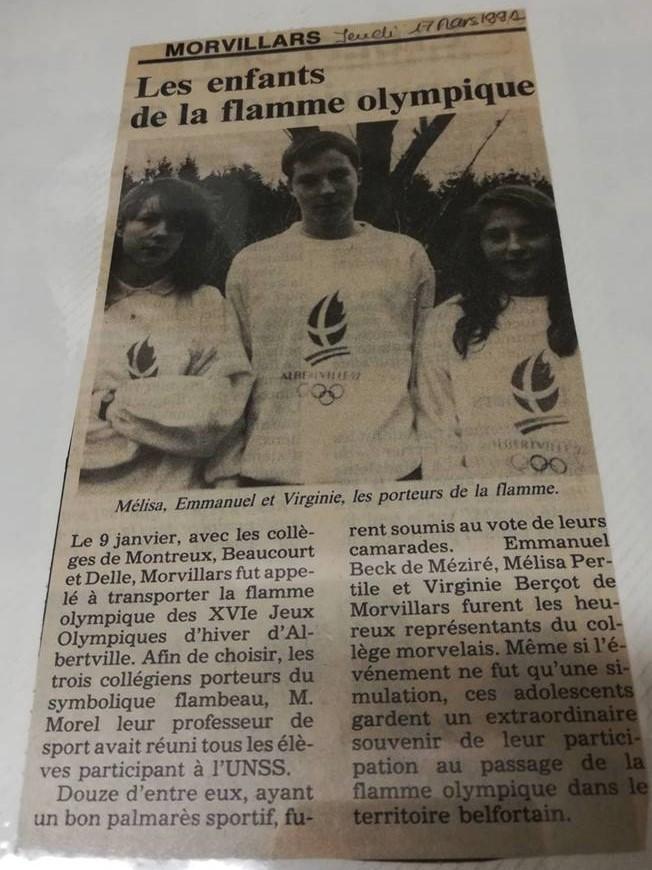 MORVILLARS Jeudi 17 Mars 1992
Les enfants
de la flamme olympique
ALBERTVILLE 92
ALBERTVILLE
Mélisa, Emmanuel et Virginie, les porteurs de la flamme.
Le 9 janvier, avec les collè-
ges de Montreux, Beaucourt
et Delle, Morvillars fut appe-
lé à transporter la flamme
olympique des XVIe Jeux
Olympiques d'hiver d'Al-
bertville. Afin de choisir, les
trois collégiens porteurs du
symbolique flambeau, M.
Morel leur professeur de
sport avait réuni tous les élè-
ves participant à l'UNSS.
Douze d'entre eux, ayant
un bon palmarès sportif, fu-
rent soumis au vote de leurs
camarades. Emmanuel
Beck de Méziré, Mélisa Per-
tile et Virginie Berçot de
Morvillars furent les heu-
reux représentants du col-
lège morvelais. Même si l'é-
vénement ne fut qu'une si-
mulation, ces adolescents
gardent un extraordinaire
souvenir de leur partici-
pation au passage de la
flamme olympique dans le
territoire belfortain.